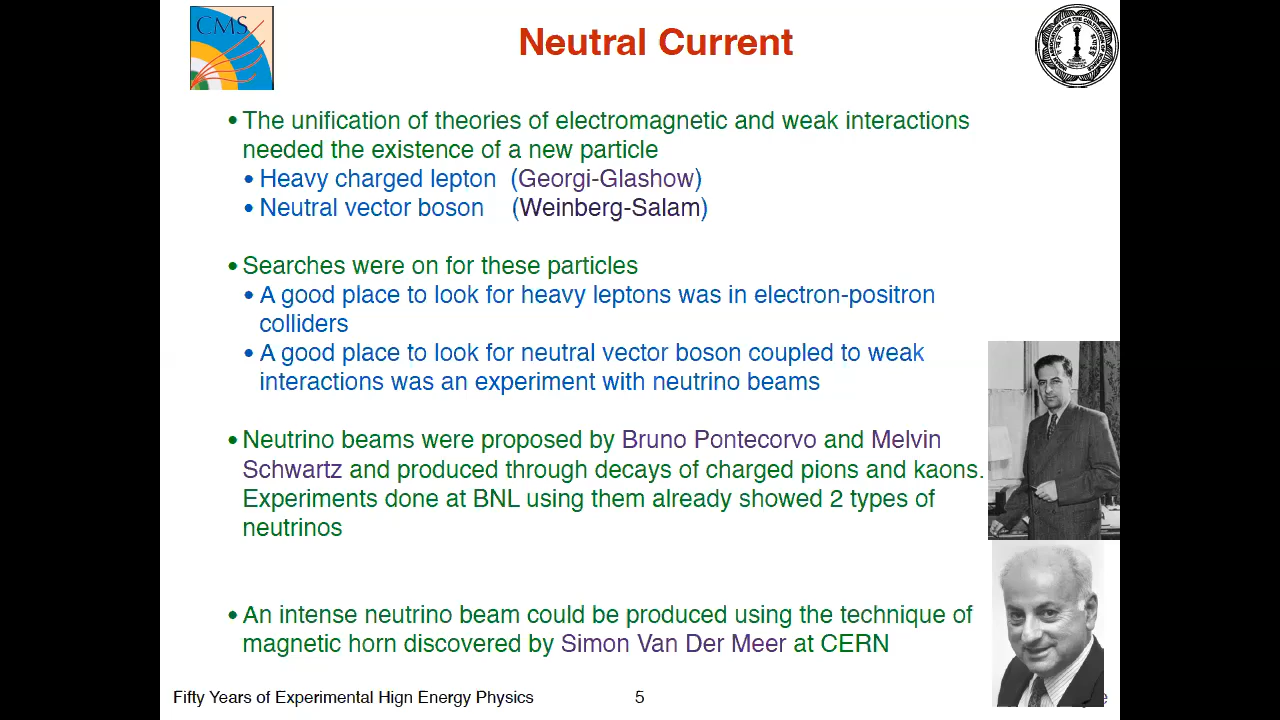 CMS
Neutral Current
• The unification of theories of electromagnetic and weak interactions
needed the existence of a new particle
• Heavy charged lepton (Georgi-Glashow)
• Neutral vector boson (Weinberg-Salam)
• Searches were on for these particles
• A good place to look for heavy leptons was in electron-positron
colliders
• A good place to look for neutral vector boson coupled to weak
interactions was an experiment with neutrino beams
• Neutrino beams were proposed by Bruno Pontecorvo and Melvin
Schwartz and produced through decays of charged pions and kaons.
Experiments done at BNL using them already showed 2 types of
neutrinos
• An intense neutrino beam could be produced using the technique of
magnetic horn discovered by Simon Van Der Meer at CERN
Fifty Years of Experimental Hign Energy Physics
5